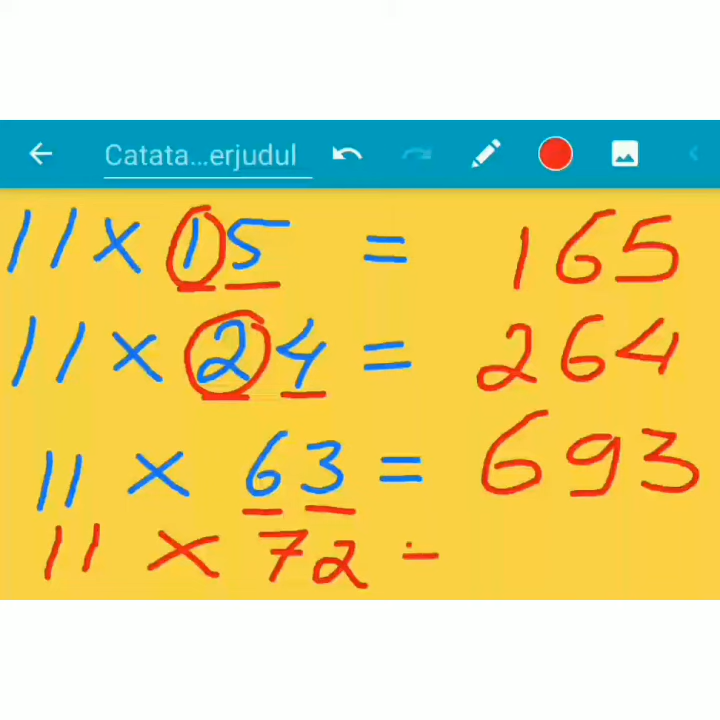 Catata...erjudul
11 × 15 = 165
11 × 24 = 264
11 × 63 = 693
11 × 72 =